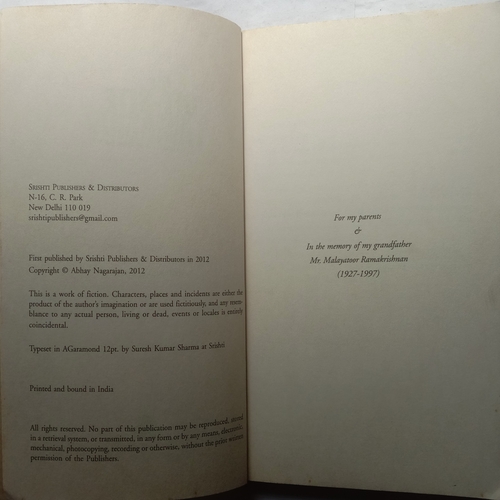 SRISHTI PUBLISHERS & DISTRIBUTORS
N-16, C. R. Park
New Delhi 110 019
srishtipublishers@gmail.com
First published by Srishti Publishers & Distributors in 2012
Copyright © Abhay Nagarajan, 2012
This is a work of fiction. Characters, places and incidents are either the
product of the author's imagination or are used fictitiously, and any resem-
blance to any actual person, living or dead, events or locales is entirely
coincidental.
Typeset in AGaramond 12pt. by Suresh Kumar Sharma at Srishti
Printed and bound in India
All rights reserved. No part of this publication may be reproduced, stored
in a retrieval system, or transmitted, in any form or by any means, electronic,
mechanical, photocopying, recording or otherwise, without the prior written
permission of the Publishers.
For my parents
&
In the memory of my grandfather
Mr. Malayatoor Ramakrishnan
(1927-1997)